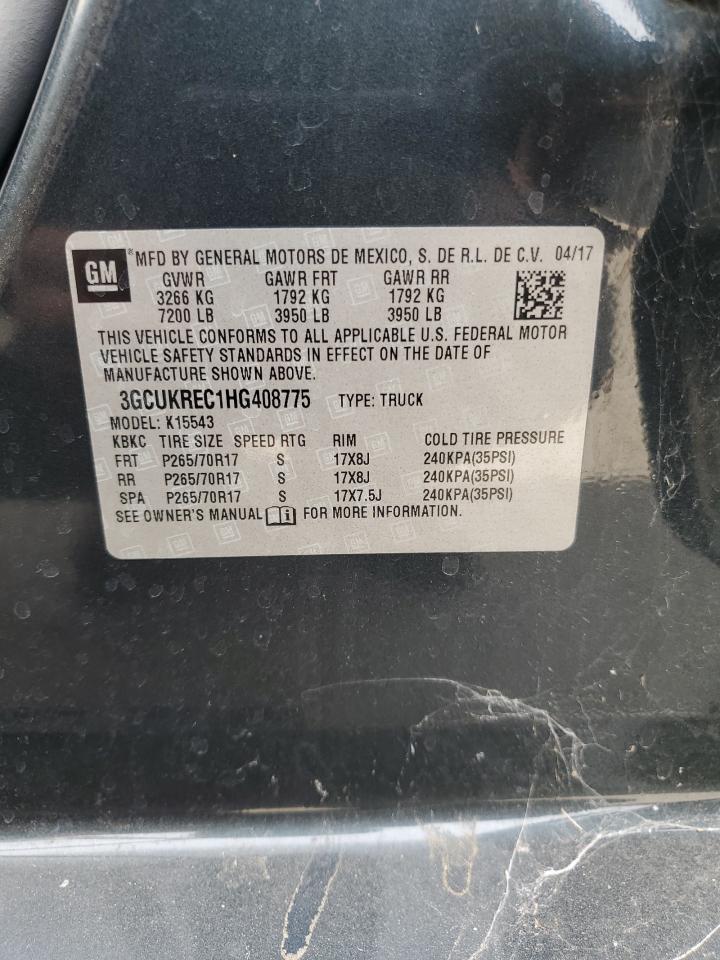 GM ® MFD BY GENERAL MOTORS DE MEXICO, S. DE R.L. DE C.V. 04/17
GVWR GAWR FRT GAWR RR
3266 KG 1792 KG 1792 KG
7200 LB 3950 LB 3950 LB
THIS VEHICLE CONFORMS TO ALL APPLICABLE U.S. FEDERAL MOTOR
VEHICLE SAFETY STANDARDS IN EFFECT ON THE DATE OF
MANUFACTURE SHOWN ABOVE.
3GCUKREC1HG408775 TYPE: TRUCK
MODEL: K15543
KBKC TIRE SIZE SPEED RTG RIM COLD TIRE PRESSURE
FRT P265/70R17 S 17X8J 240KPA(35PSI)
RR P265/70R17 S 17X8J 240KPA(35PSI)
SPA P265/70R17 S 17X7.5J 240KPA(35PSI)
SEE OWNER'S MANUAL i FOR MORE INFORMATION.